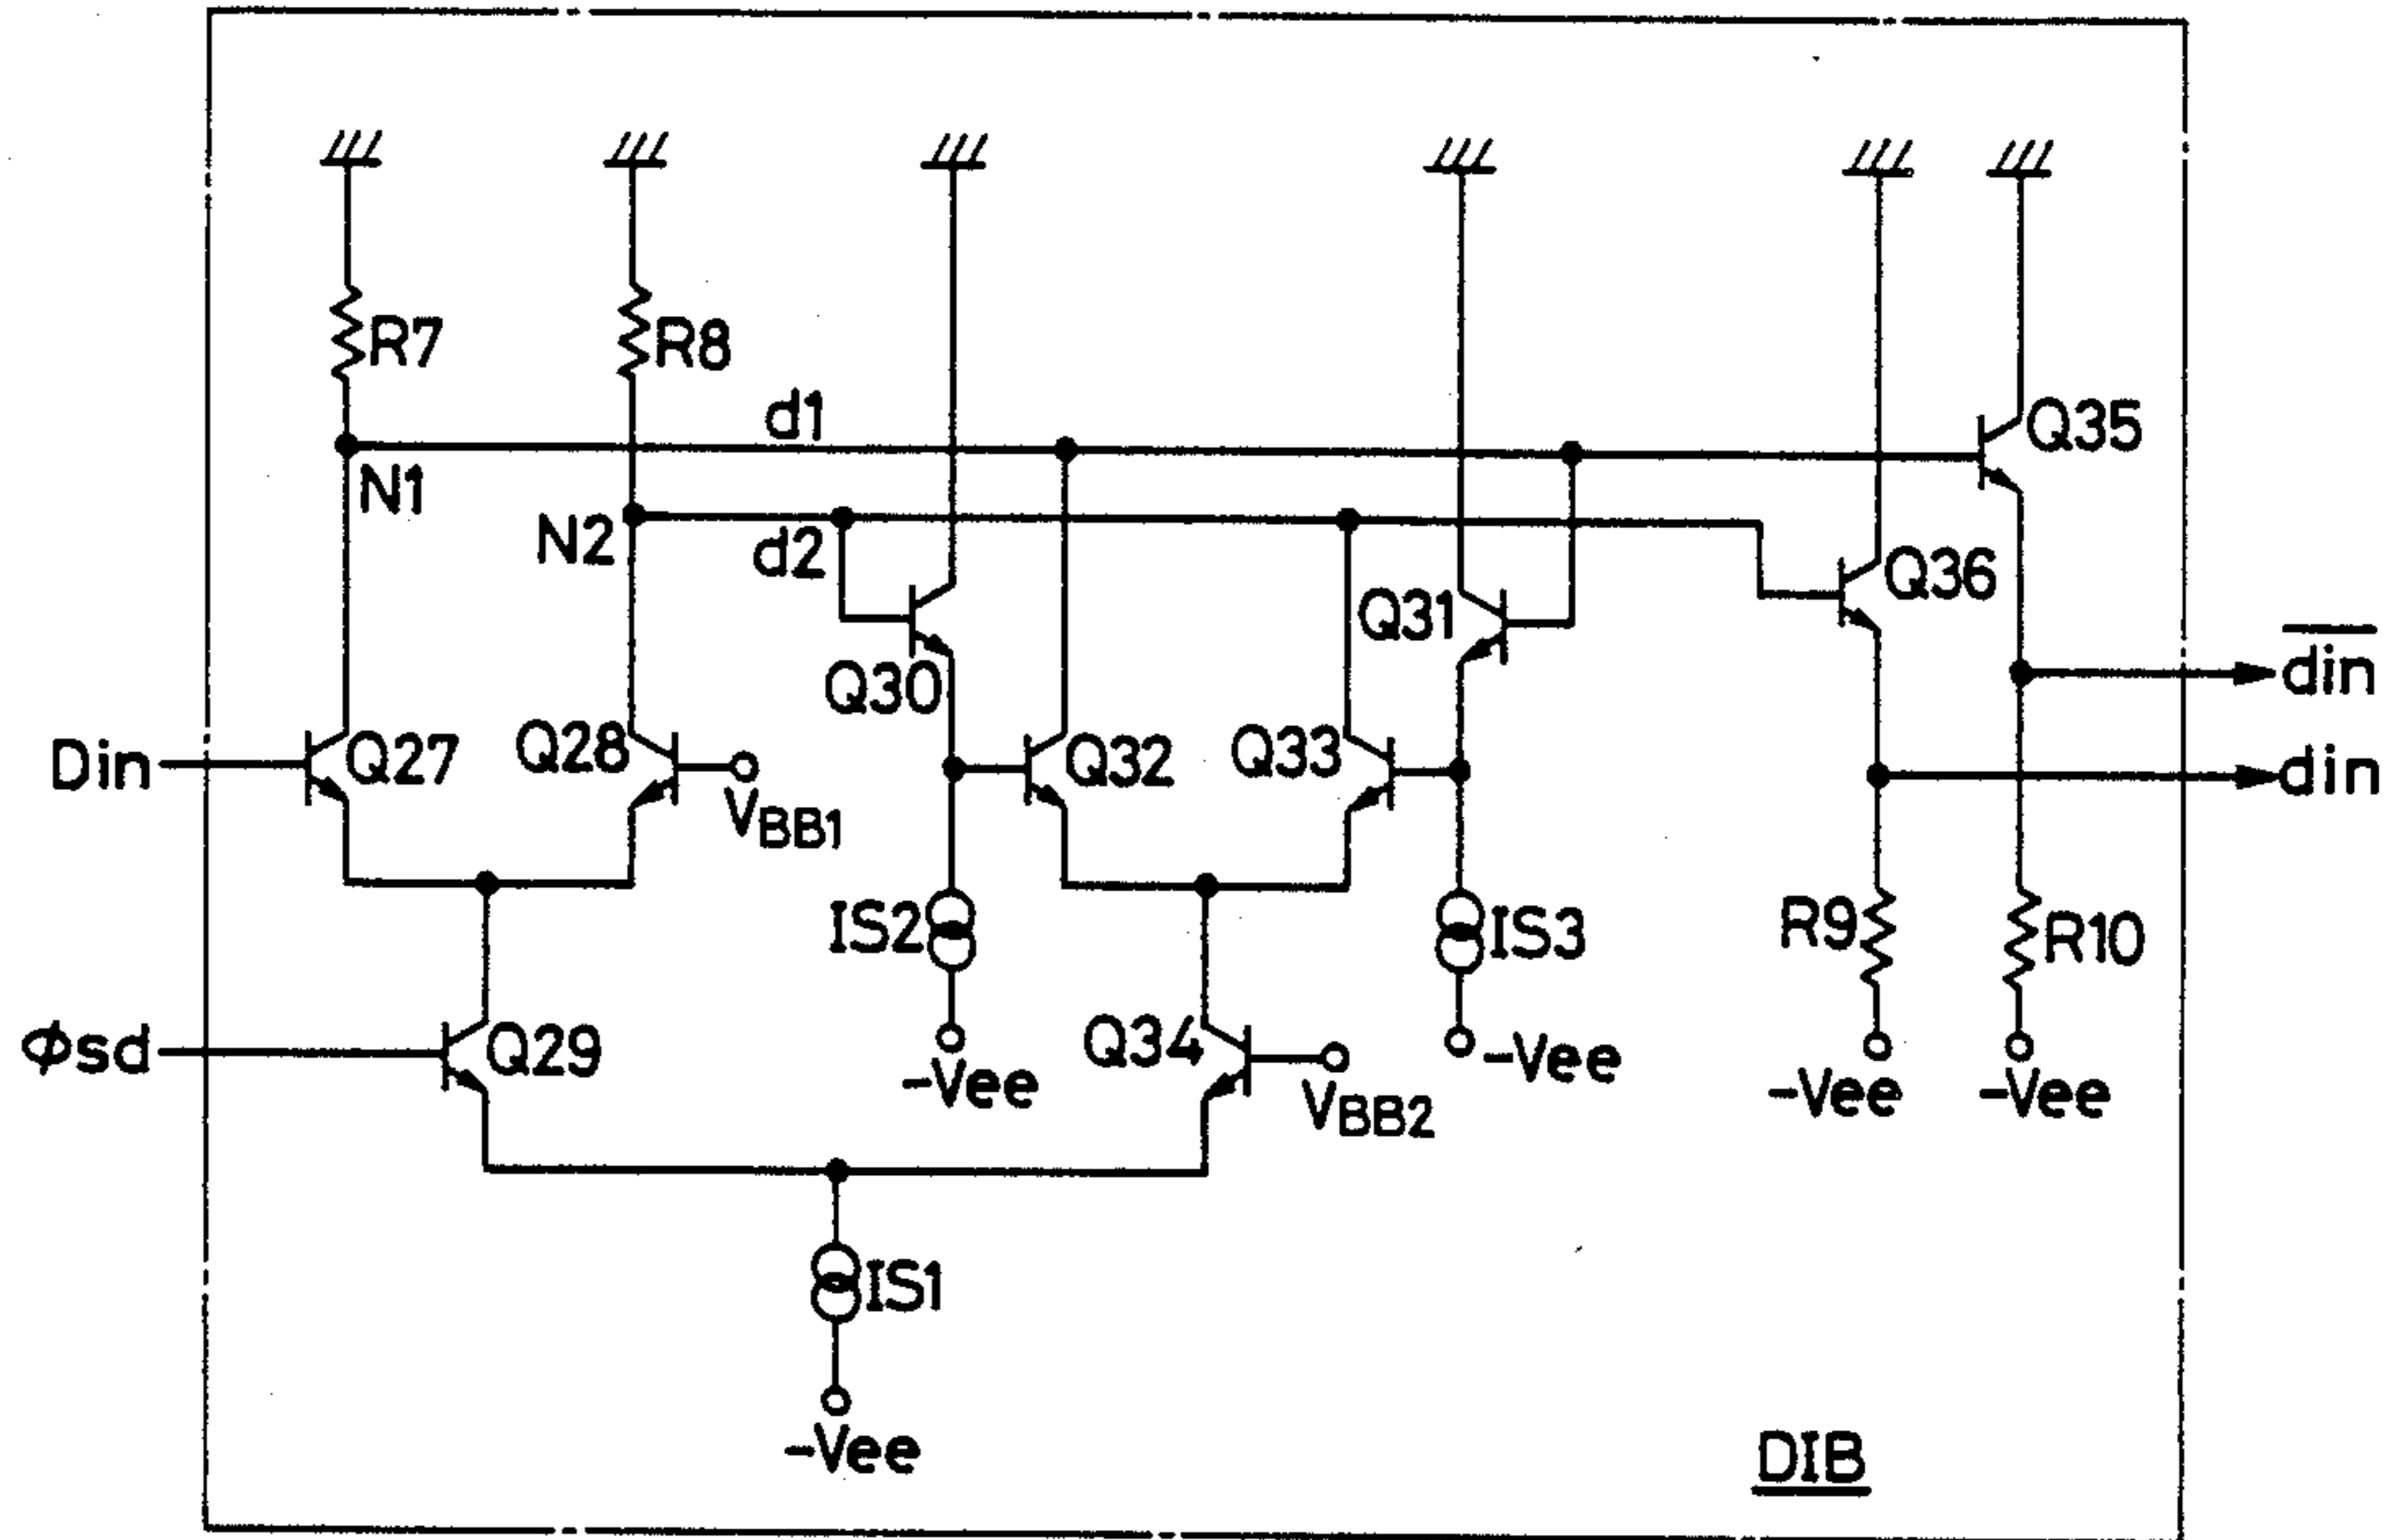 R7
R8
d1
N1
N2
d2
Q35
Q36
Q31
Q30
Din
Q27
Q28
VBB1
Q32
Q33
d̅i̅n̅
din
IS2
IS3
R9
R10
φsd
Q29
-Vee
Q34
VBB2
-Vee
-Vee
-Vee
IS1
-Vee
DIB